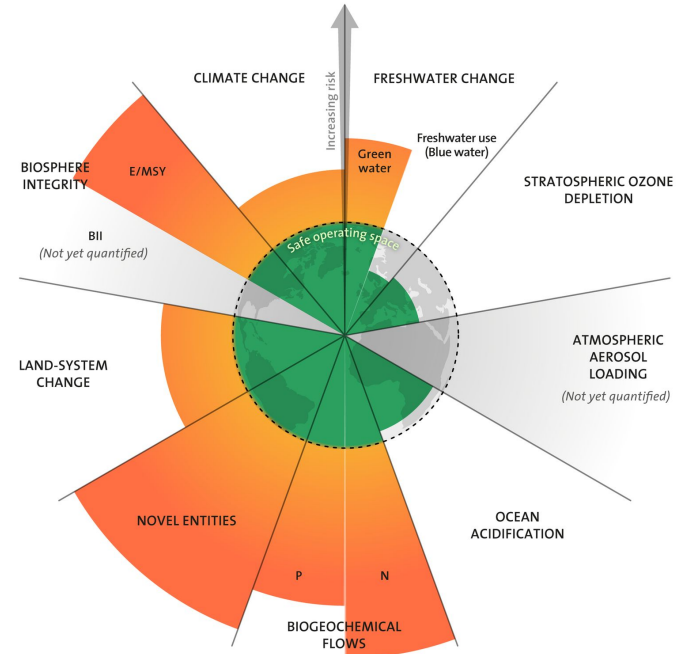 CLIMATE CHANGE
FRESHWATER CHANGE
Increasing risk
Freshwater use
(Blue water)
Green
water
E/MSY
BIOSPHERE
INTEGRITY
STRATOSPHERIC OZONE
DEPLETION
BII
(Not yet quantified)
Safe operating space
LAND-SYSTEM
CHANGE
ATMOSPHERIC
AEROSOL
LOADING
(Not yet quantified)
NOVEL ENTITIES
OCEAN
ACIDIFICATION
P
N
BIOGEOCHEMICAL
FLOWS